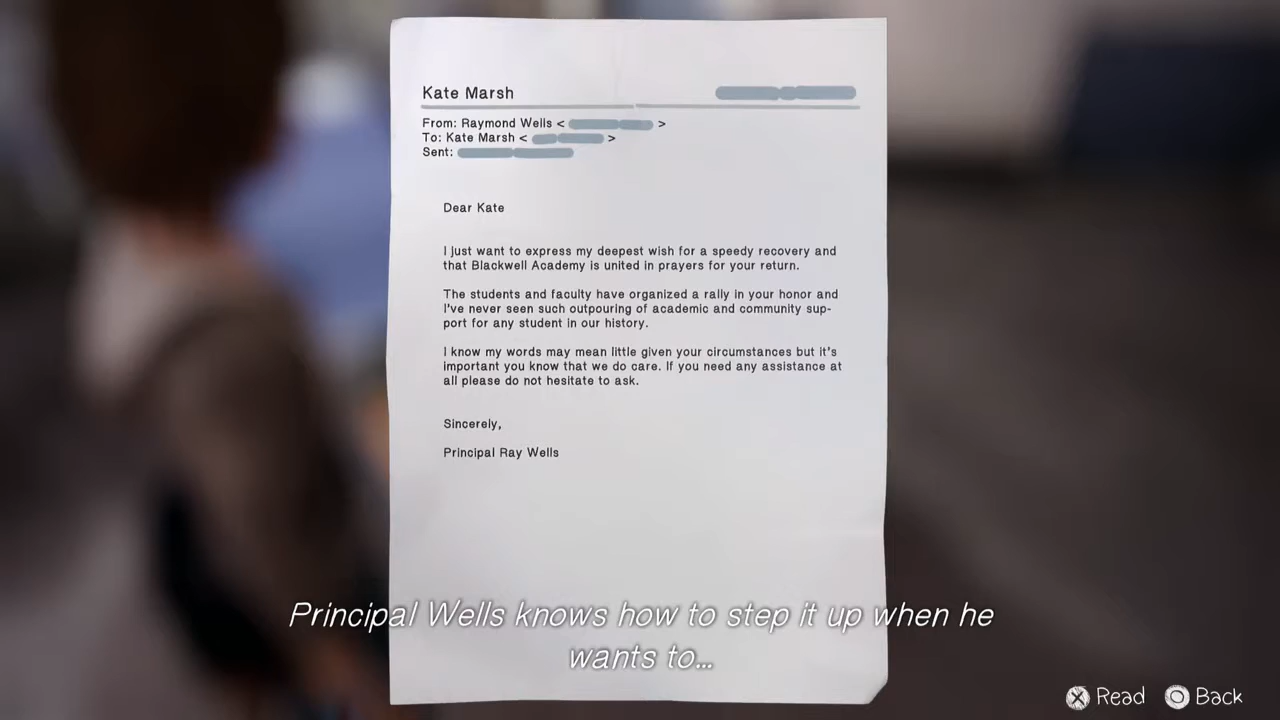 Kate Marsh
From: Raymond Wells < >
To: Kate Marsh < >
Sent:
Dear Kate
I just want to express my deepest wish for a speedy recovery and
that Blackwell Academy is united in prayers for your return.
The students and faculty have organized a rally in your honor and
I've never seen such outpouring of academic and community sup-
port for any student in our history.
I know my words may mean little given your circumstances but it's
important you know that we do care. If you need any assistance at
all please do not hesitate to ask.
Sincerely,
Principal Ray Wells
Principal Wells knows how to step it up when he
wants to...
Read Back